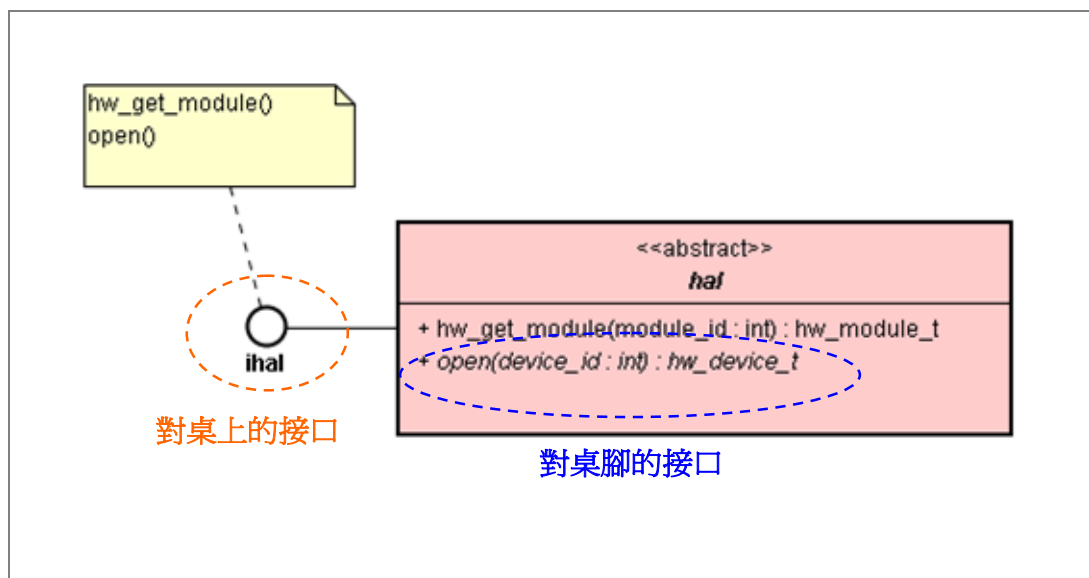 hw_get_module()
open()
<<abstract>>
hal
+ hw_get_module(module_id : int) : hw_module_t
+ open(device_id : int) : hw_device_t
ihal
對桌上的接口
對桌腳的接口